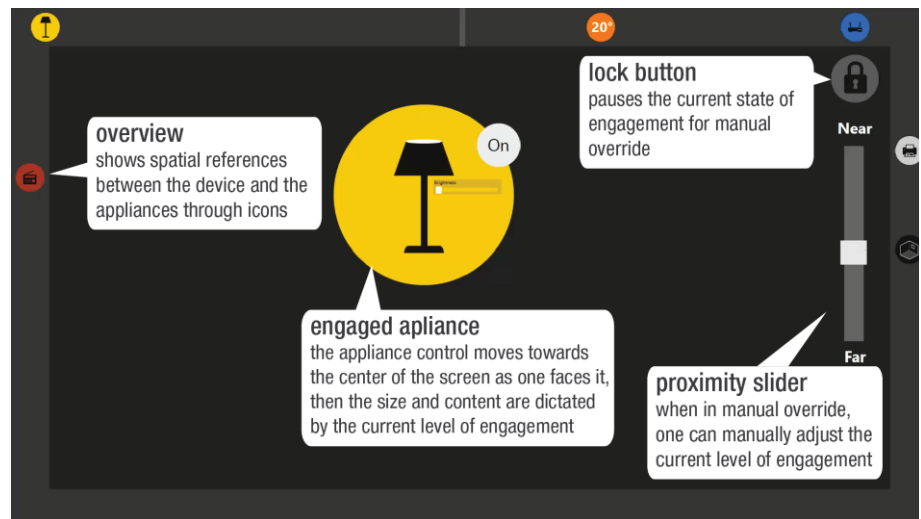 20°
lock button
pauses the current state of
engagement for manual
override
overview
shows spatial references
between the device and the
appliances through icons
On
Brightness
Near
engaged apliance
the appliance control moves towards
the center of the screen as one faces it,
then the size and content are dictated
by the current level of engagement
Far
proximity slider
when in manual override,
one can manually adjust the
current level of engagement